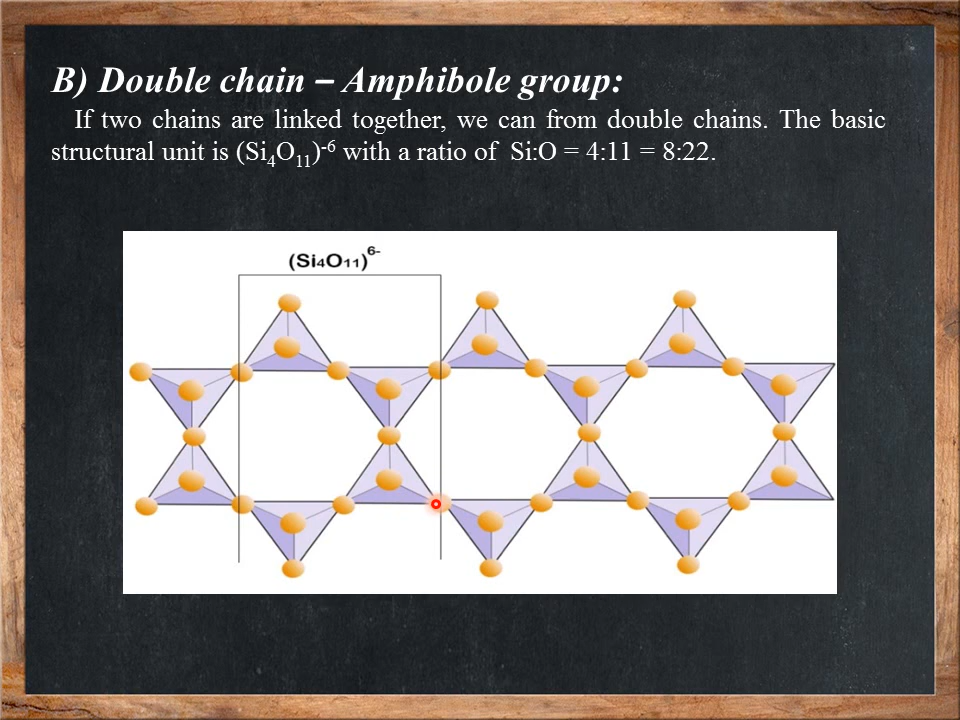 B) Double chain – Amphibole group:
If two chains are linked together, we can from double chains. The basic
structural unit is (Si₄O₁₁)⁻⁶ with a ratio of Si:O = 4:11 = 8:22.
(Si₄O₁₁)⁶⁻